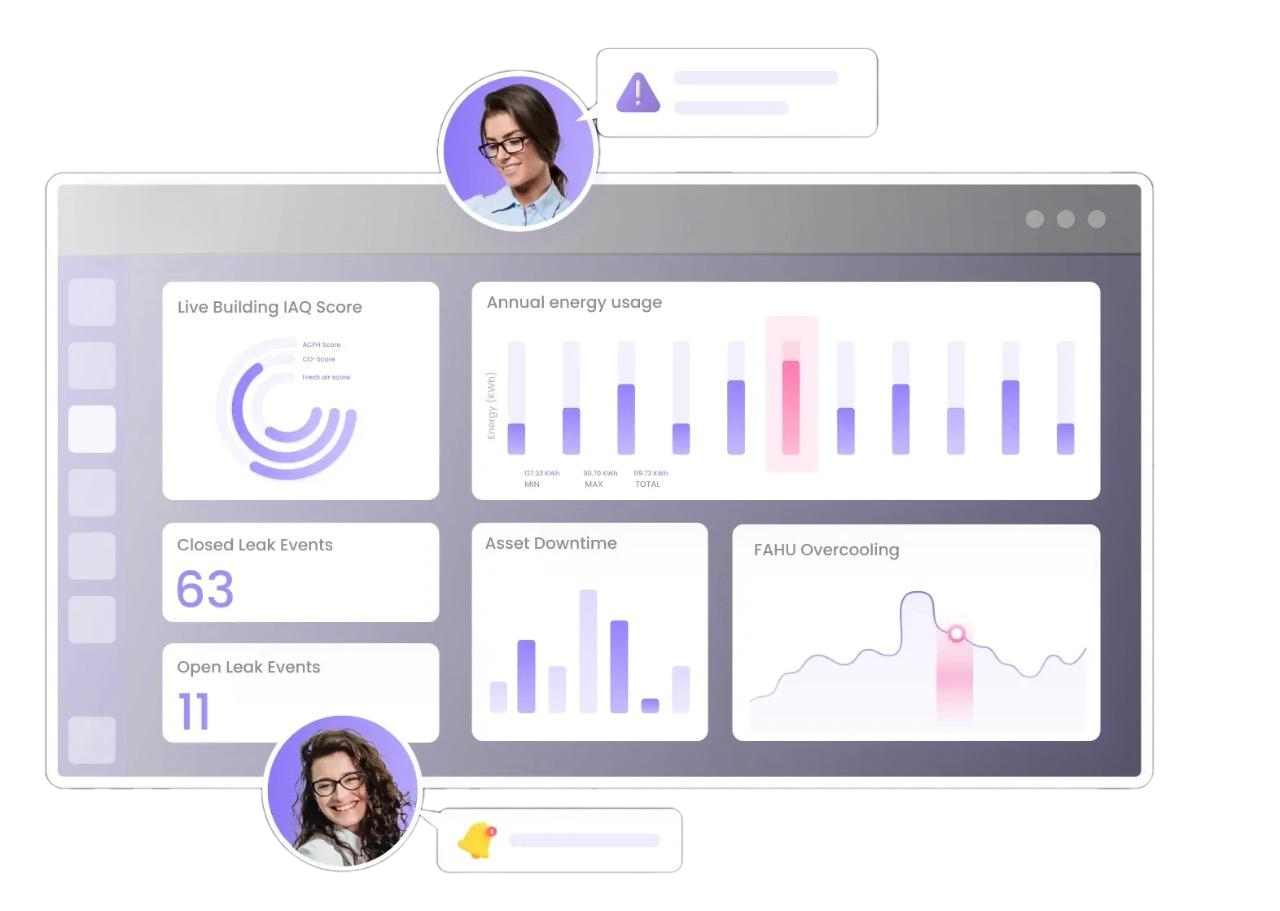 Live Building IAQ Score
ACPH Score
CO² Score
Fresh air score
Annual energy usage
Energy (KWh)
127.33 KWh 90.70 KWh 119.73 KWh
MIN MAX TOTAL
Closed Leak Events
63
Open Leak Events
11
Asset Downtime
FAHU Overcooling